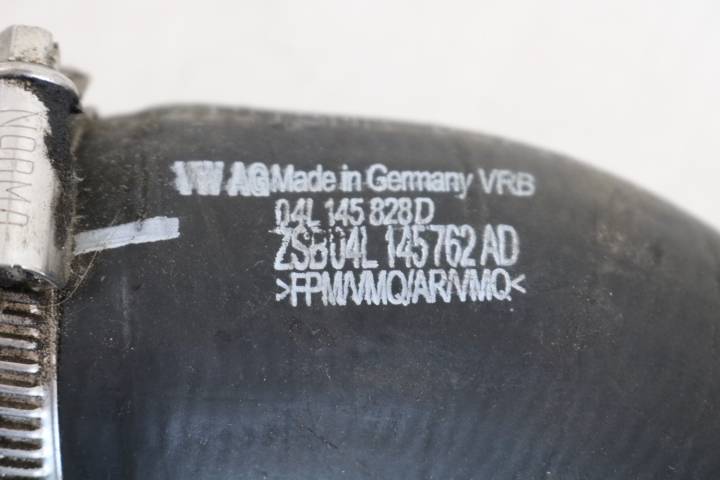 NORMA
VW AG Made in Germany VRB
04L 145 828 D
ZSB 04L 145 762 AD
>FPM/VMQ/AR/VMQ<